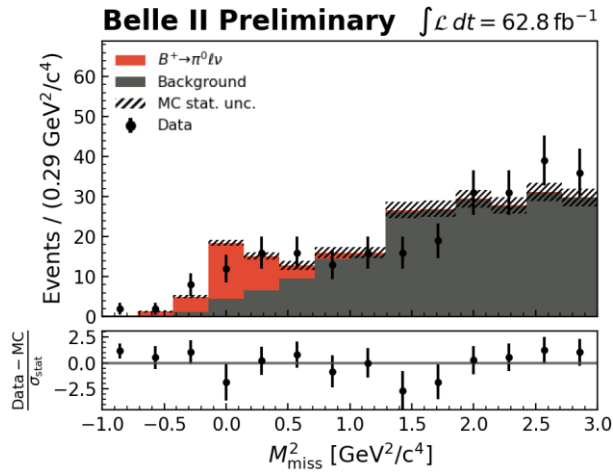 Belle II Preliminary ∫ℒ dt = 62.8 fb⁻¹
B⁺→π⁰ℓν
Background
MC stat. unc.
Data
Events / (0.29 GeV²/c⁴)
60
50
40
30
20
10
0
Data − MC
σstat
2.5
0.0
−2.5
−1.0 −0.5 0.0 0.5 1.0 1.5 2.0 2.5 3.0
M²miss [GeV²/c⁴]